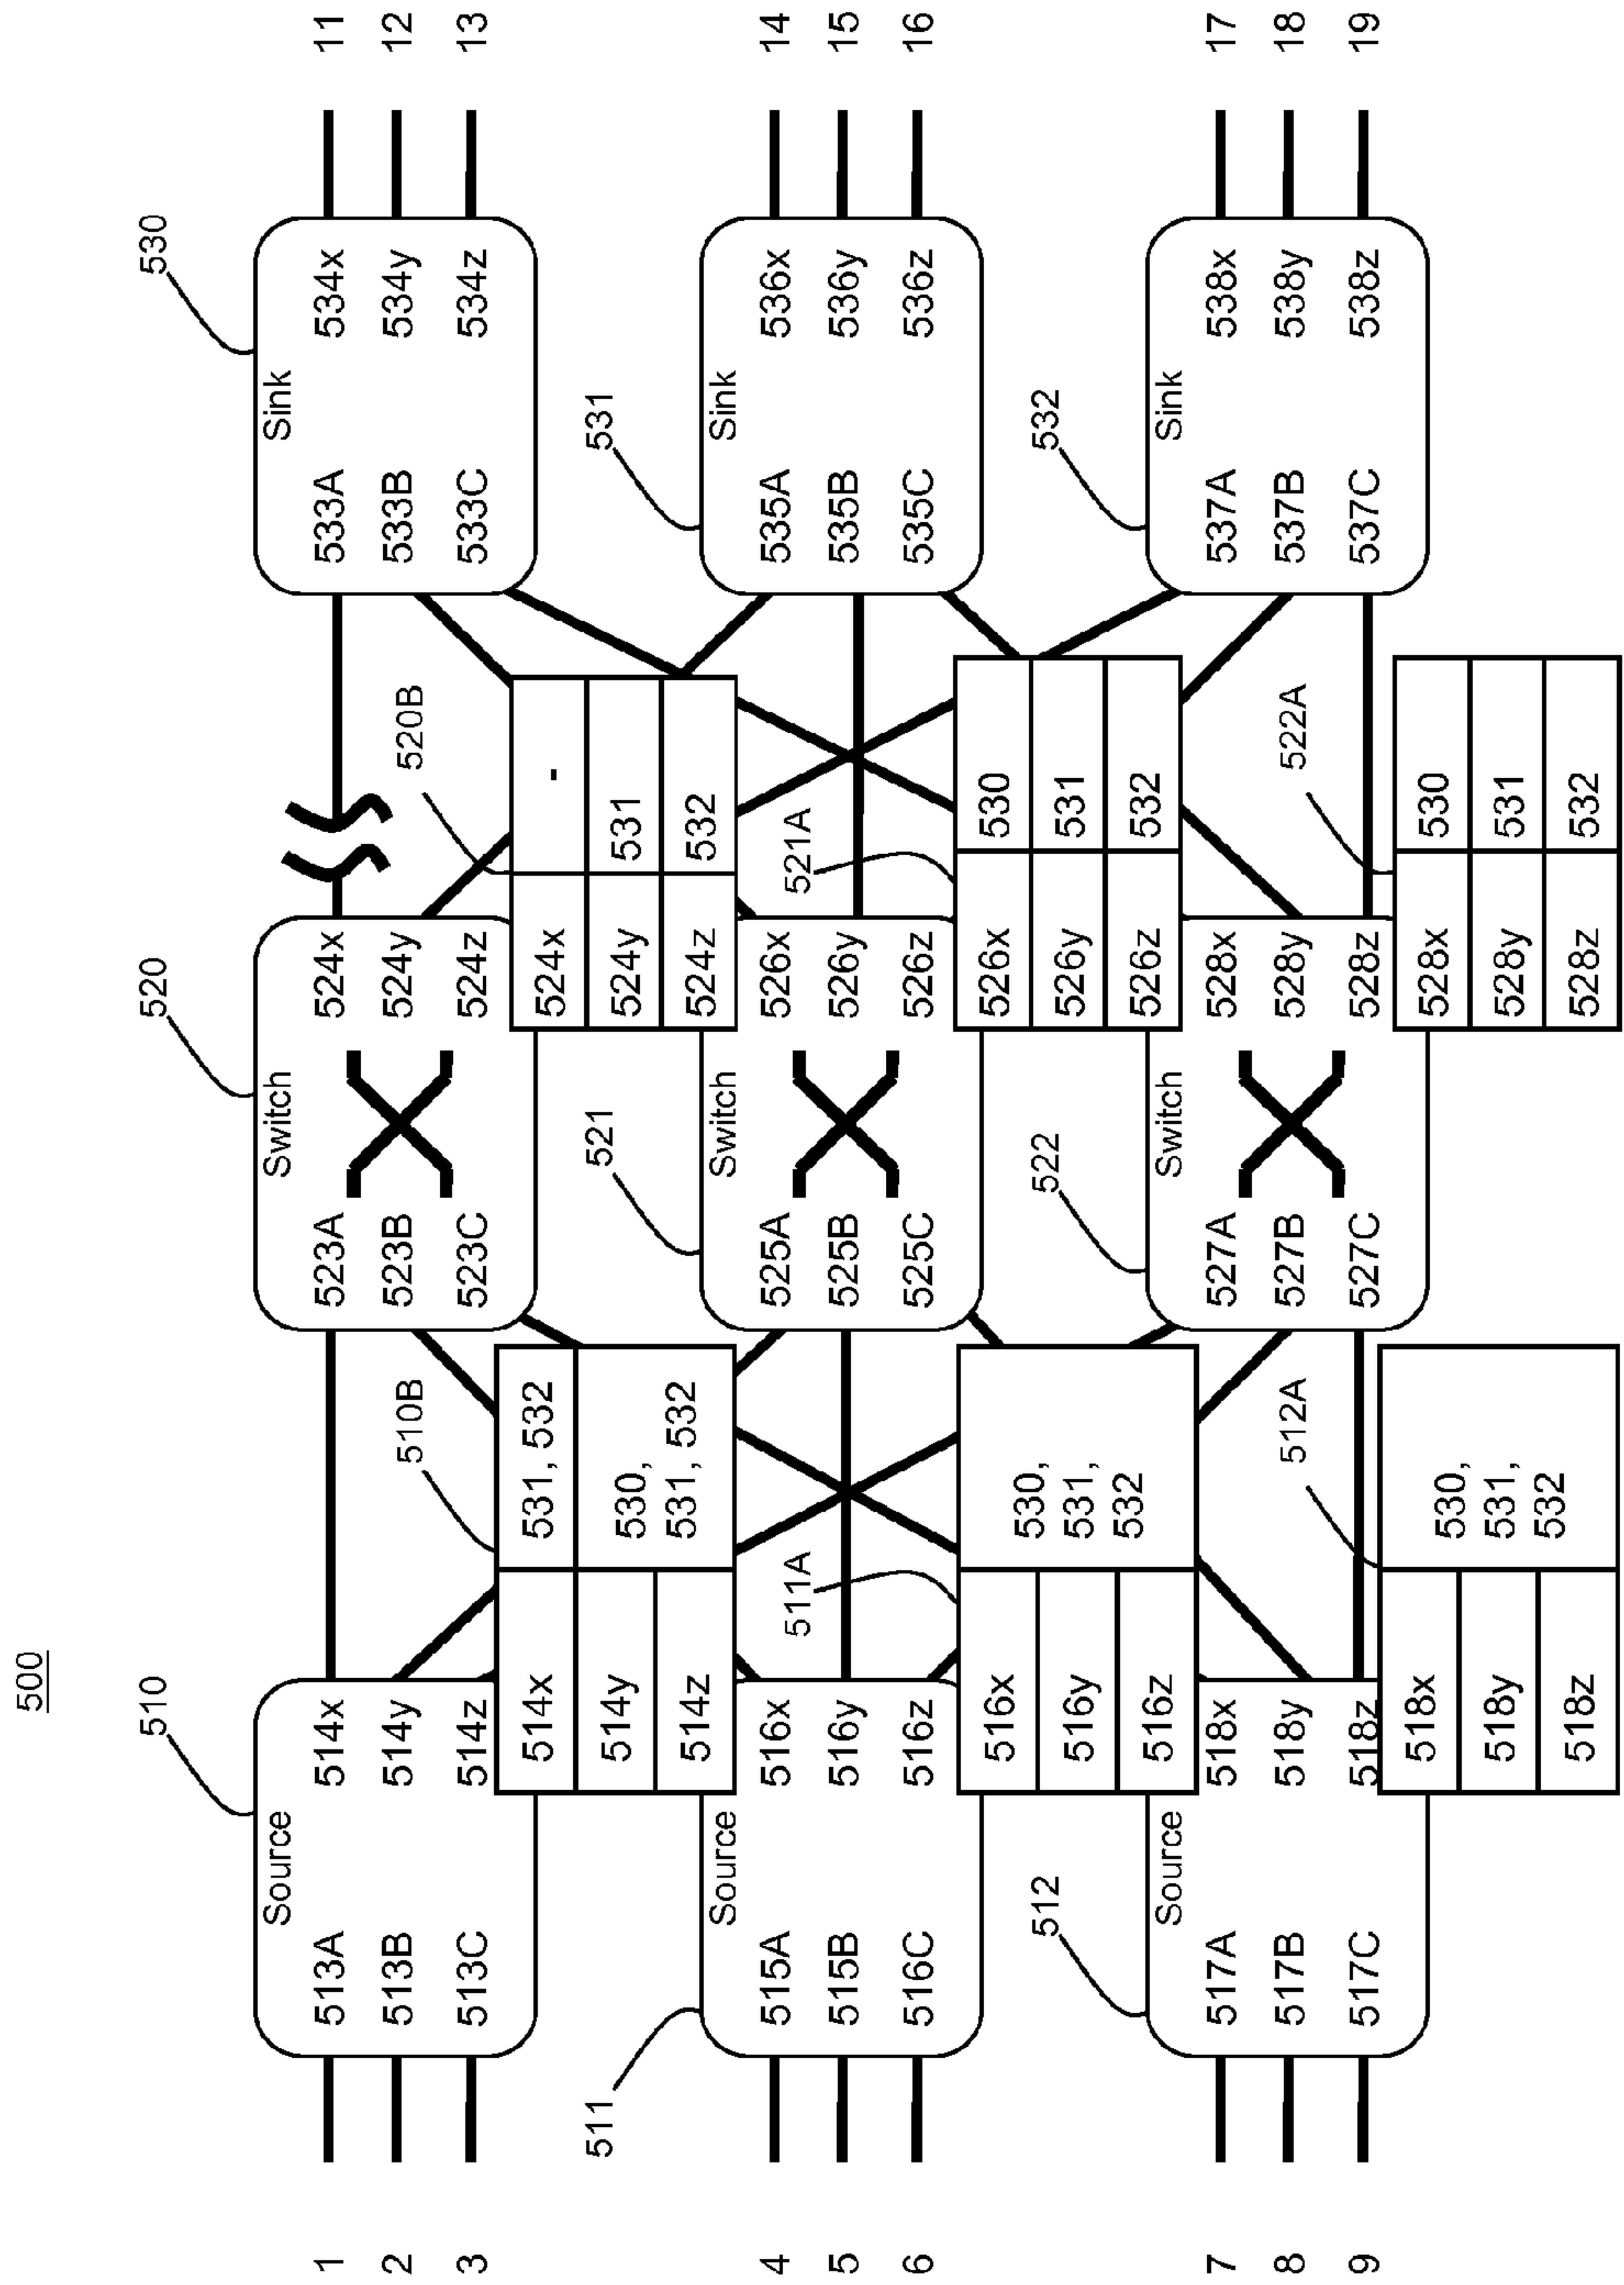 500
510
520
530
1
2
3
Source
513A
513B
513C
514x
514y
514z
Switch
523A
523B
523C
524x
524y
524z
Sink
533A
533B
533C
534x
534y
534z
11
12
13
510B
514x
531, 532
514y
530,
531, 532
514z
520B
524x
-
524y
531
524z
532
511
521
531
4
5
6
Source
515A
515B
516C
516x
516y
516z
Switch
525A
525B
525C
526x
526y
526z
Sink
535A
535B
535C
536x
536y
536z
14
15
16
511A
516x
516y
516z
530,
531,
532
521A
526x
530
526y
531
526z
532
512
522
532
7
8
9
Source
517A
517B
517C
518x
518y
518z
Switch
527A
527B
527C
528x
528y
528z
Sink
537A
537B
537C
538x
538y
538z
17
18
19
512A
518x
518y
518z
530,
531,
532
522A
528x
530
528y
531
528z
532